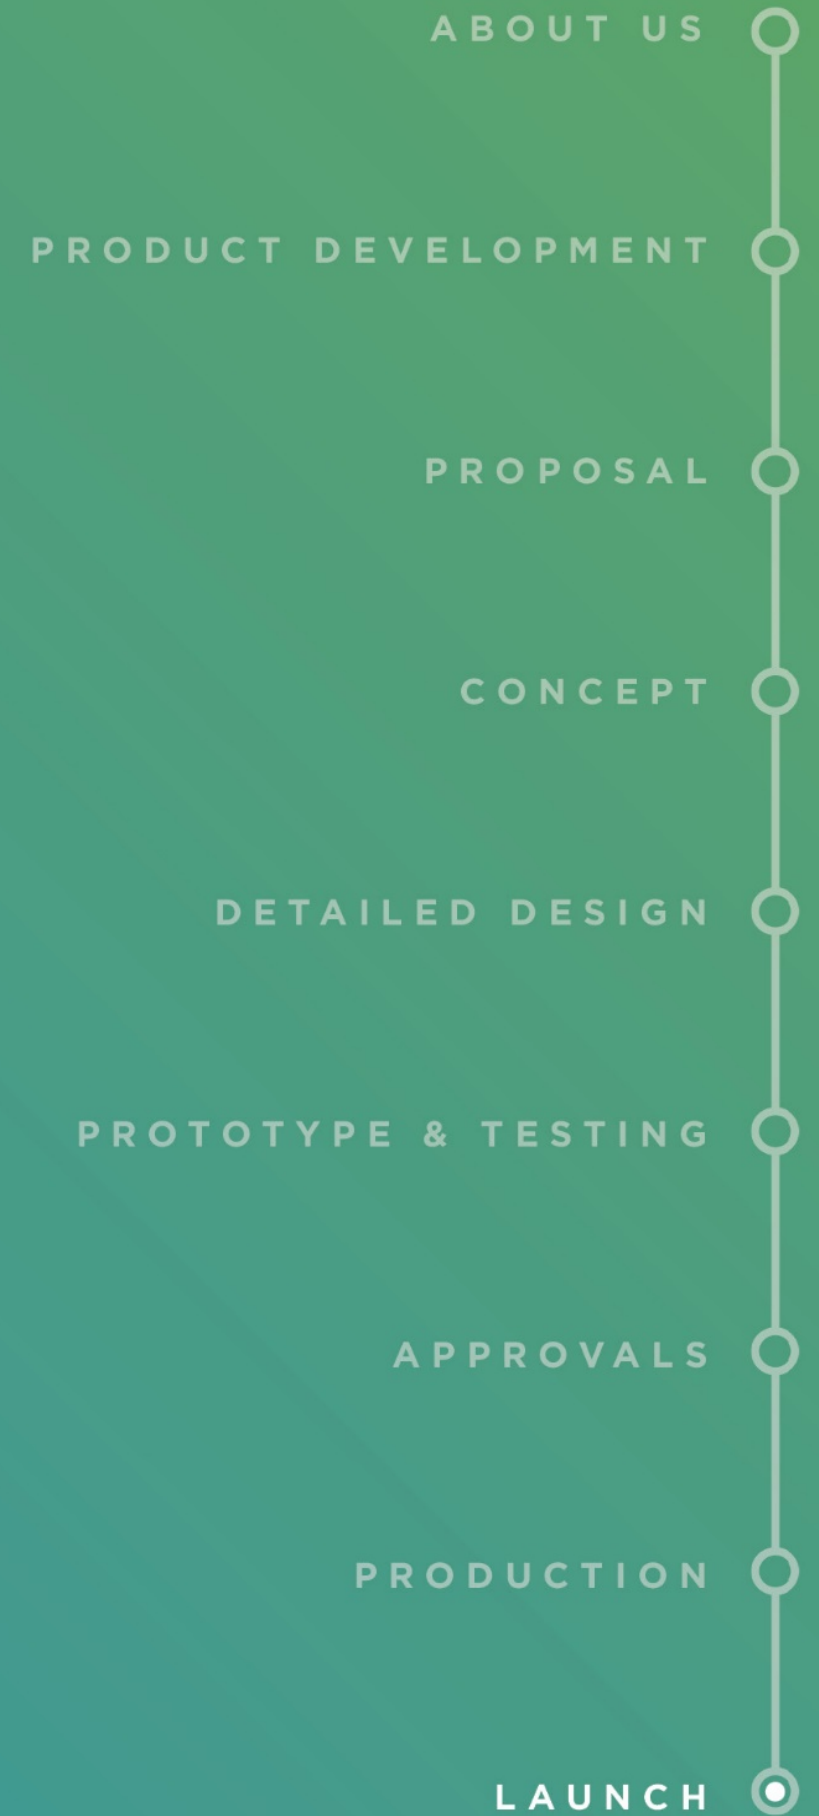 ABOUT US
PRODUCT DEVELOPMENT
PROPOSAL
CONCEPT
DETAILED DESIGN
PROTOTYPE & TESTING
APPROVALS
PRODUCTION
LAUNCH